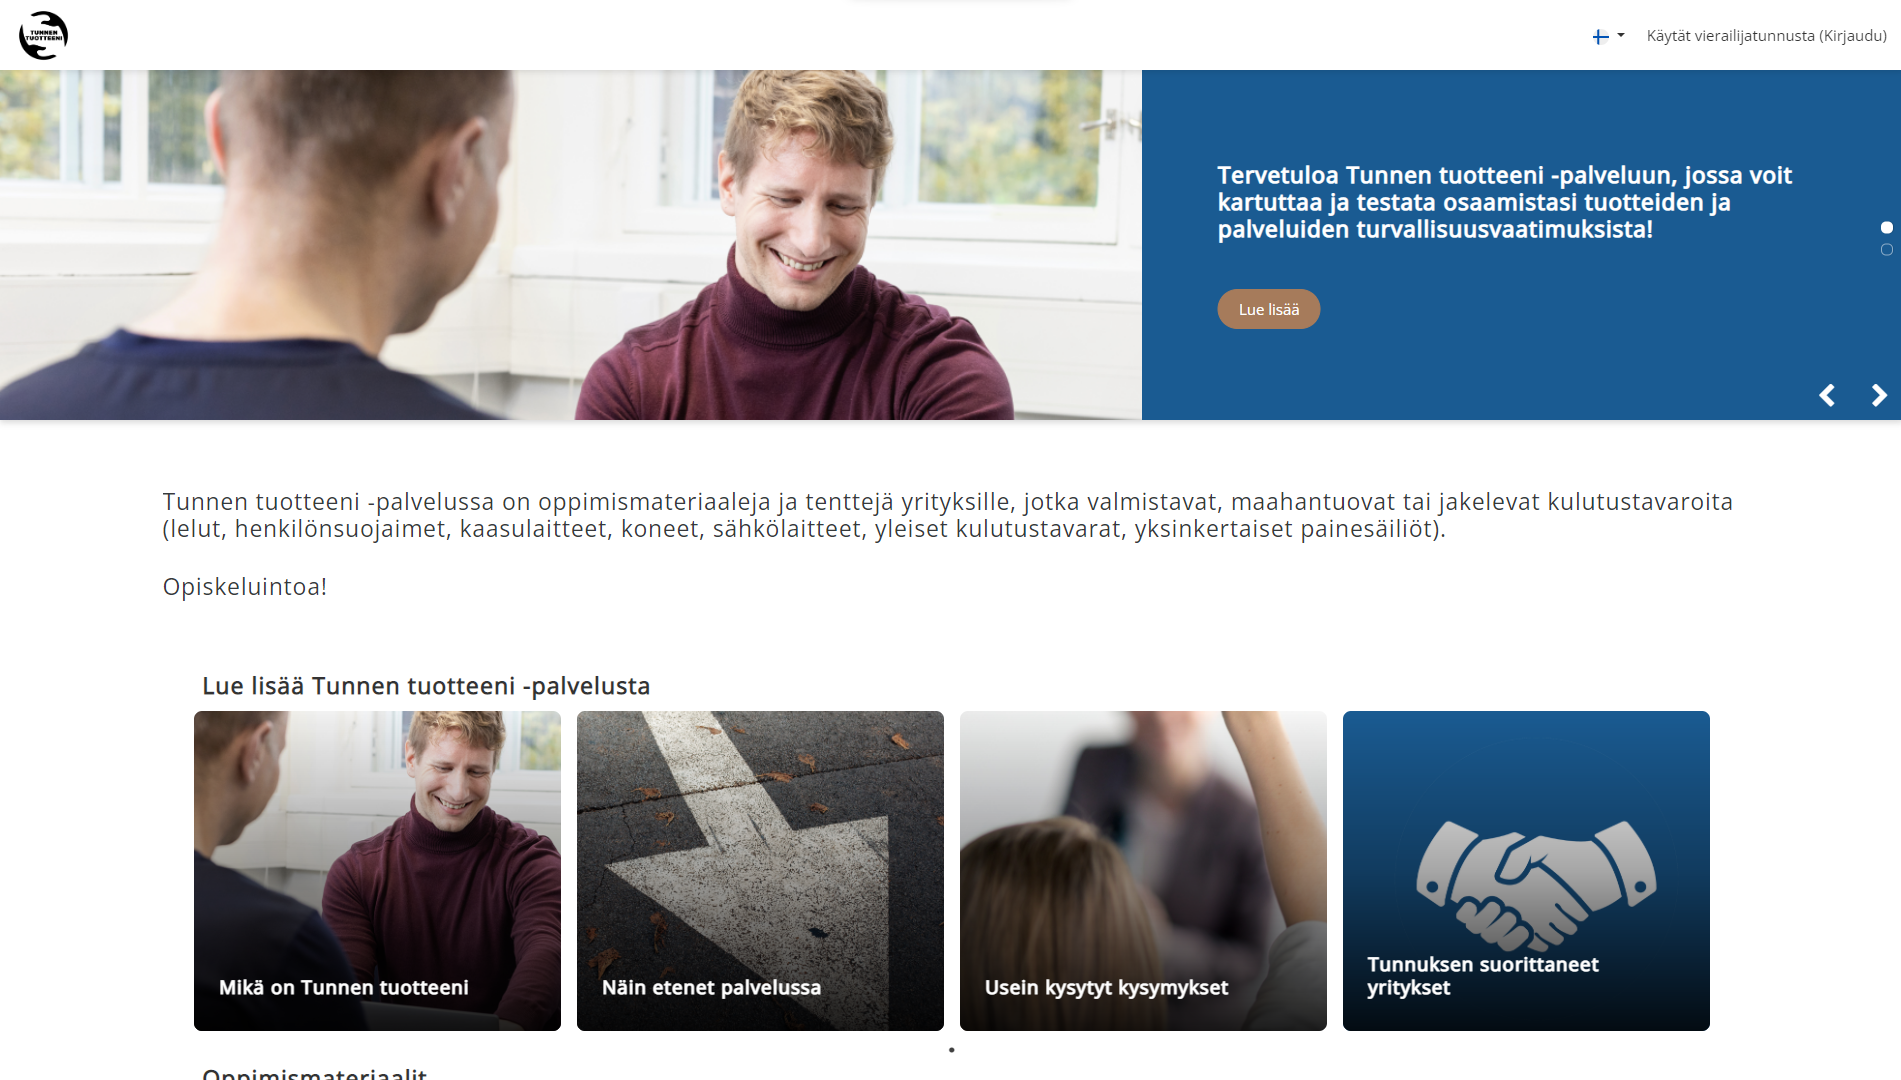 TUNNEN
TUOTTEENI
Käytät vierailijatunnusta (Kirjaudu)
Tervetuloa Tunnen tuotteeni -palveluun, jossa voit
kartuttaa ja testata osaamistasi tuotteiden ja
palveluiden turvallisuusvaatimuksista!
Lue lisää
Tunnen tuotteeni -palvelussa on oppimismateriaaleja ja tenttejä yrityksille, jotka valmistavat, maahantuovat tai jakelevat kulutustavaroita
(lelut, henkilönsuojaimet, kaasulaitteet, koneet, sähkölaitteet, yleiset kulutustavarat, yksinkertaiset painesäiliöt).
Opiskeluintoa!
Lue lisää Tunnen tuotteeni -palvelusta
Mikä on Tunnen tuotteeni
Näin etenet palvelussa
Usein kysytyt kysymykset
Tunnuksen suorittaneet
yritykset
Oppimismateriaalit